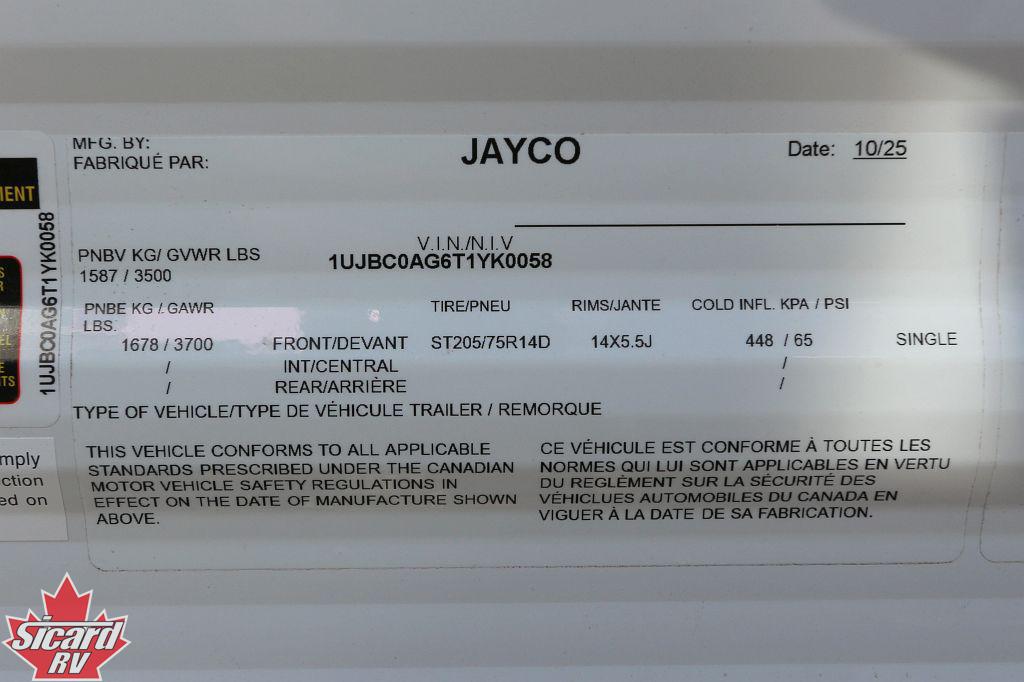 MFG. BY:
FABRIQUÉ PAR:
JAYCO
Date: 10/25
V.I.N./N.I.V
1UJBC0AG6T1YK0058
PNBV KG/ GVWR LBS
1587 / 3500
PNBE KG / GAWR
LBS.
TIRE/PNEU RIMS/JANTE COLD INFL. KPA / PSI
1678 / 3700 FRONT/DEVANT ST205/75R14D 14X5.5J 448 / 65 SINGLE
/ INT/CENTRAL /
/ REAR/ARRIÈRE /
TYPE OF VEHICLE/TYPE DE VÉHICULE TRAILER / REMORQUE
THIS VEHICLE CONFORMS TO ALL APPLICABLE
STANDARDS PRESCRIBED UNDER THE CANADIAN
MOTOR VEHICLE SAFETY REGULATIONS IN
EFFECT ON THE DATE OF MANUFACTURE SHOWN
ABOVE.
CE VÉHICULE EST CONFORME À TOUTES LES
NORMES QUI LUI SONT APPLICABLES EN VERTU
DU REGLÈMENT SUR LA SÉCURITÉ DES
VÉHICLUES AUTOMOBILES DU CANADA EN
VIGUER À LA DATE DE SA FABRICATION.
1UJBC0AG6T1YK0058
MENT
mply
ction
ed on
Sicard
RV